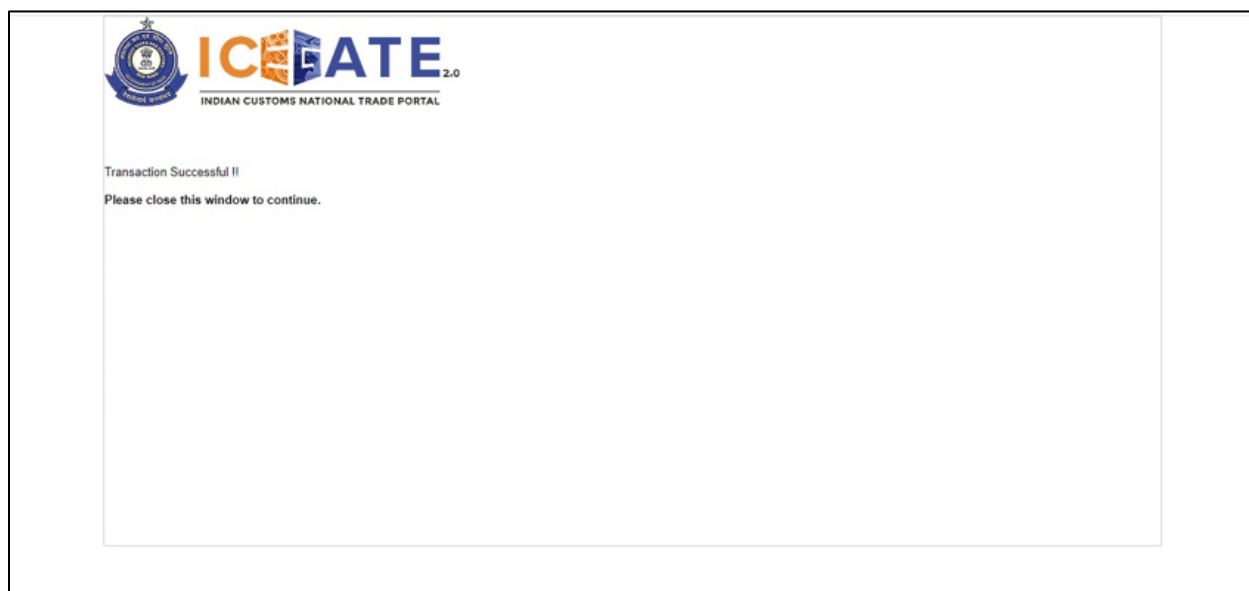 ICEGATE 2.0
INDIAN CUSTOMS NATIONAL TRADE PORTAL
Transaction Successful !!
Please close this window to continue.